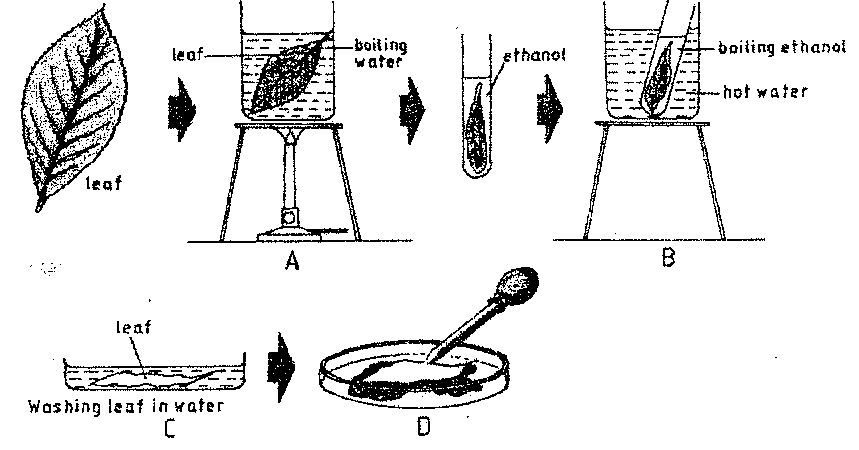 leaf
leaf
boiling
water
A
ethanol
boiling ethanol
hot water
B
leaf
Washing leaf in water
C
D